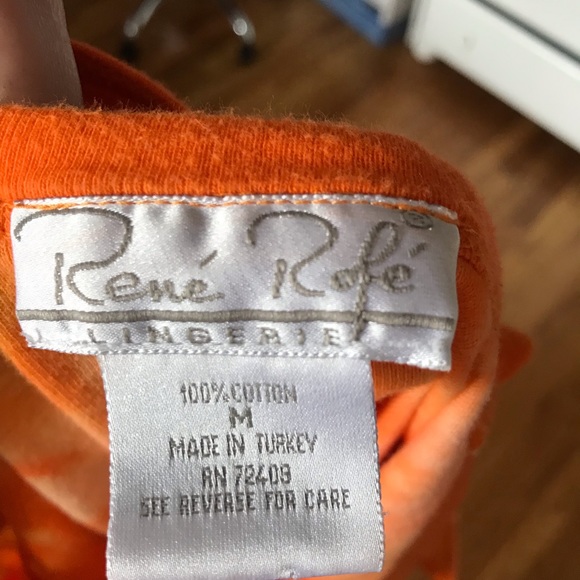 René Rofé®
LINGERIE
100% COTTON
M
MADE IN TURKEY
RN 72409
SEE REVERSE FOR CARE